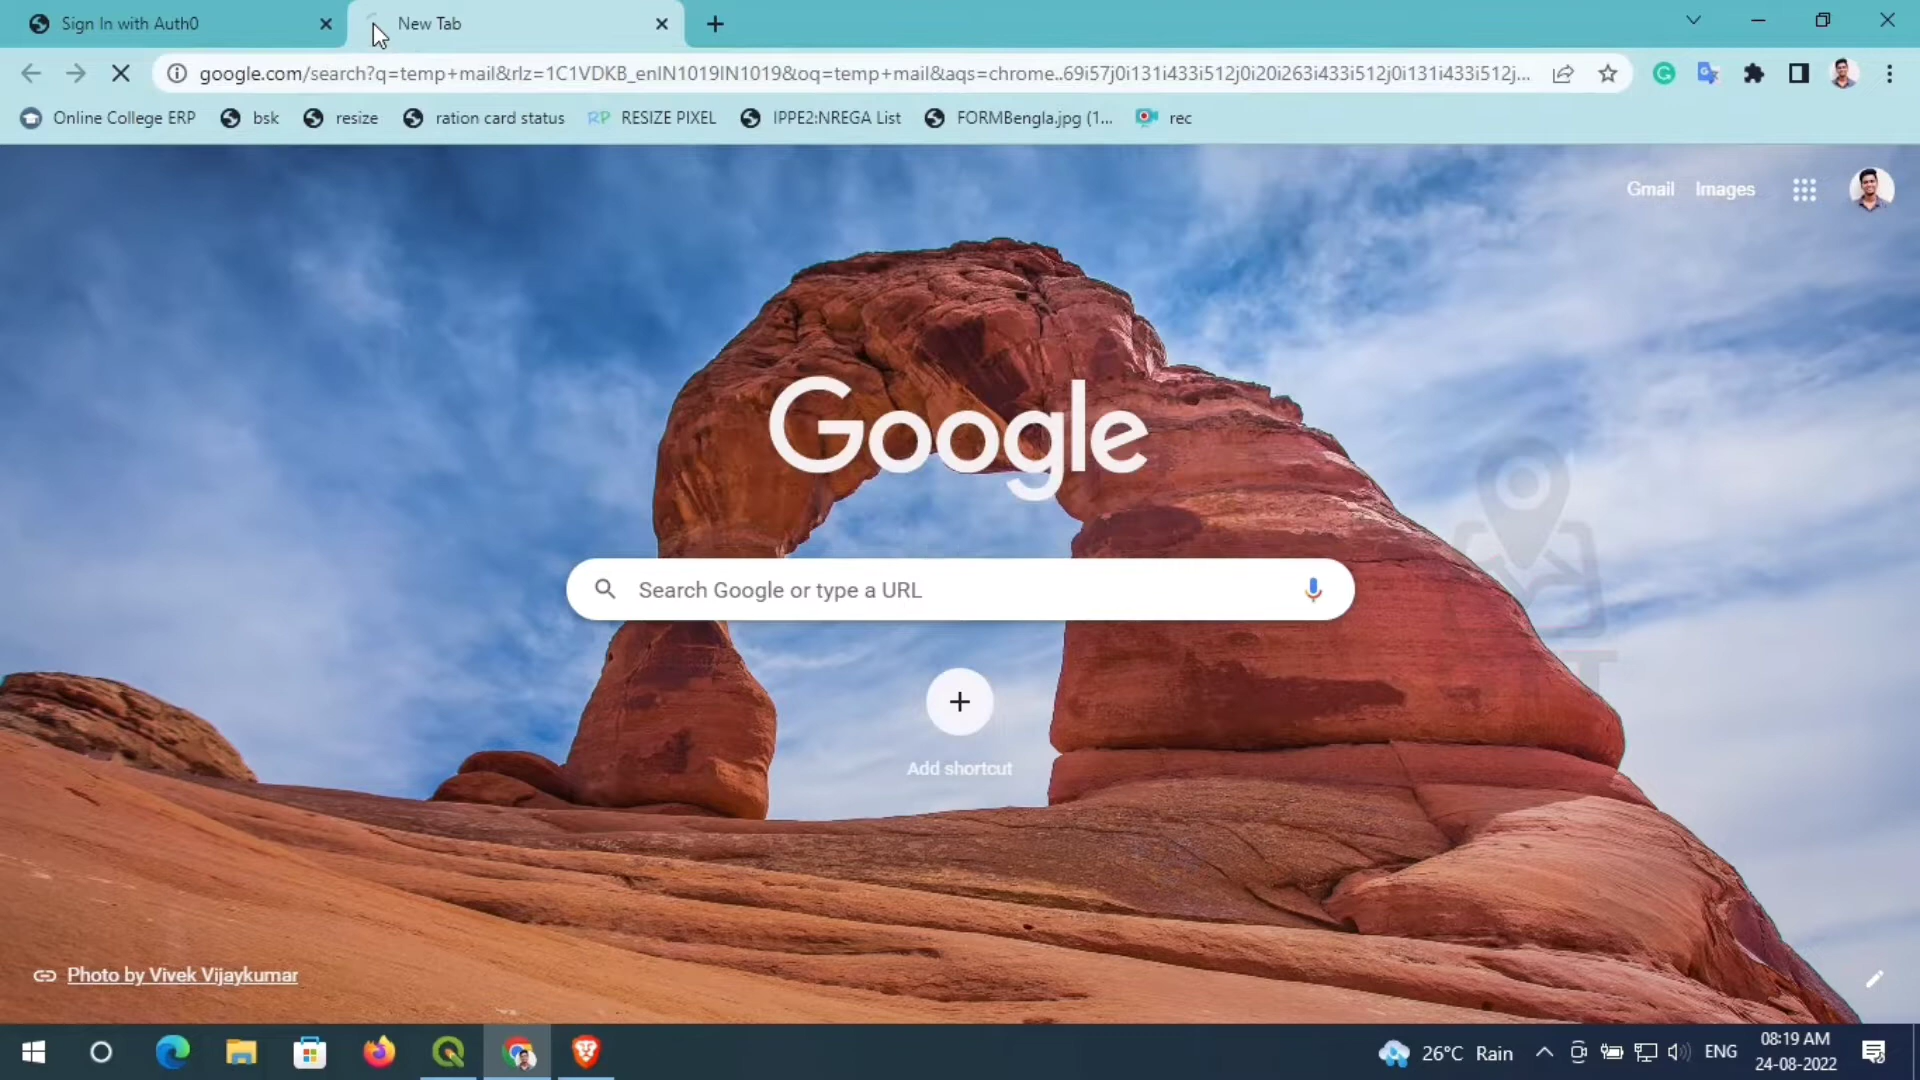 Sign In with Auth0
New Tab
google.com/search?q=temp+mail&rlz=1C1VDKB_enIN1019IN1019&oq=temp+mail&aqs=chrome..69i57j0i131i433i512j0i20i263i433i512j0i131i433i512j...
Online College ERP
bsk
resize
ration card status
RP RESIZE PIXEL
IPPE2:NREGA List
FORMBengla.jpg (1...
rec
Gmail
Images
Google
Search Google or type a URL
Add shortcut
Photo by Vivek Vijaykumar
26°C Rain
ENG
08:19 AM
24-08-2022